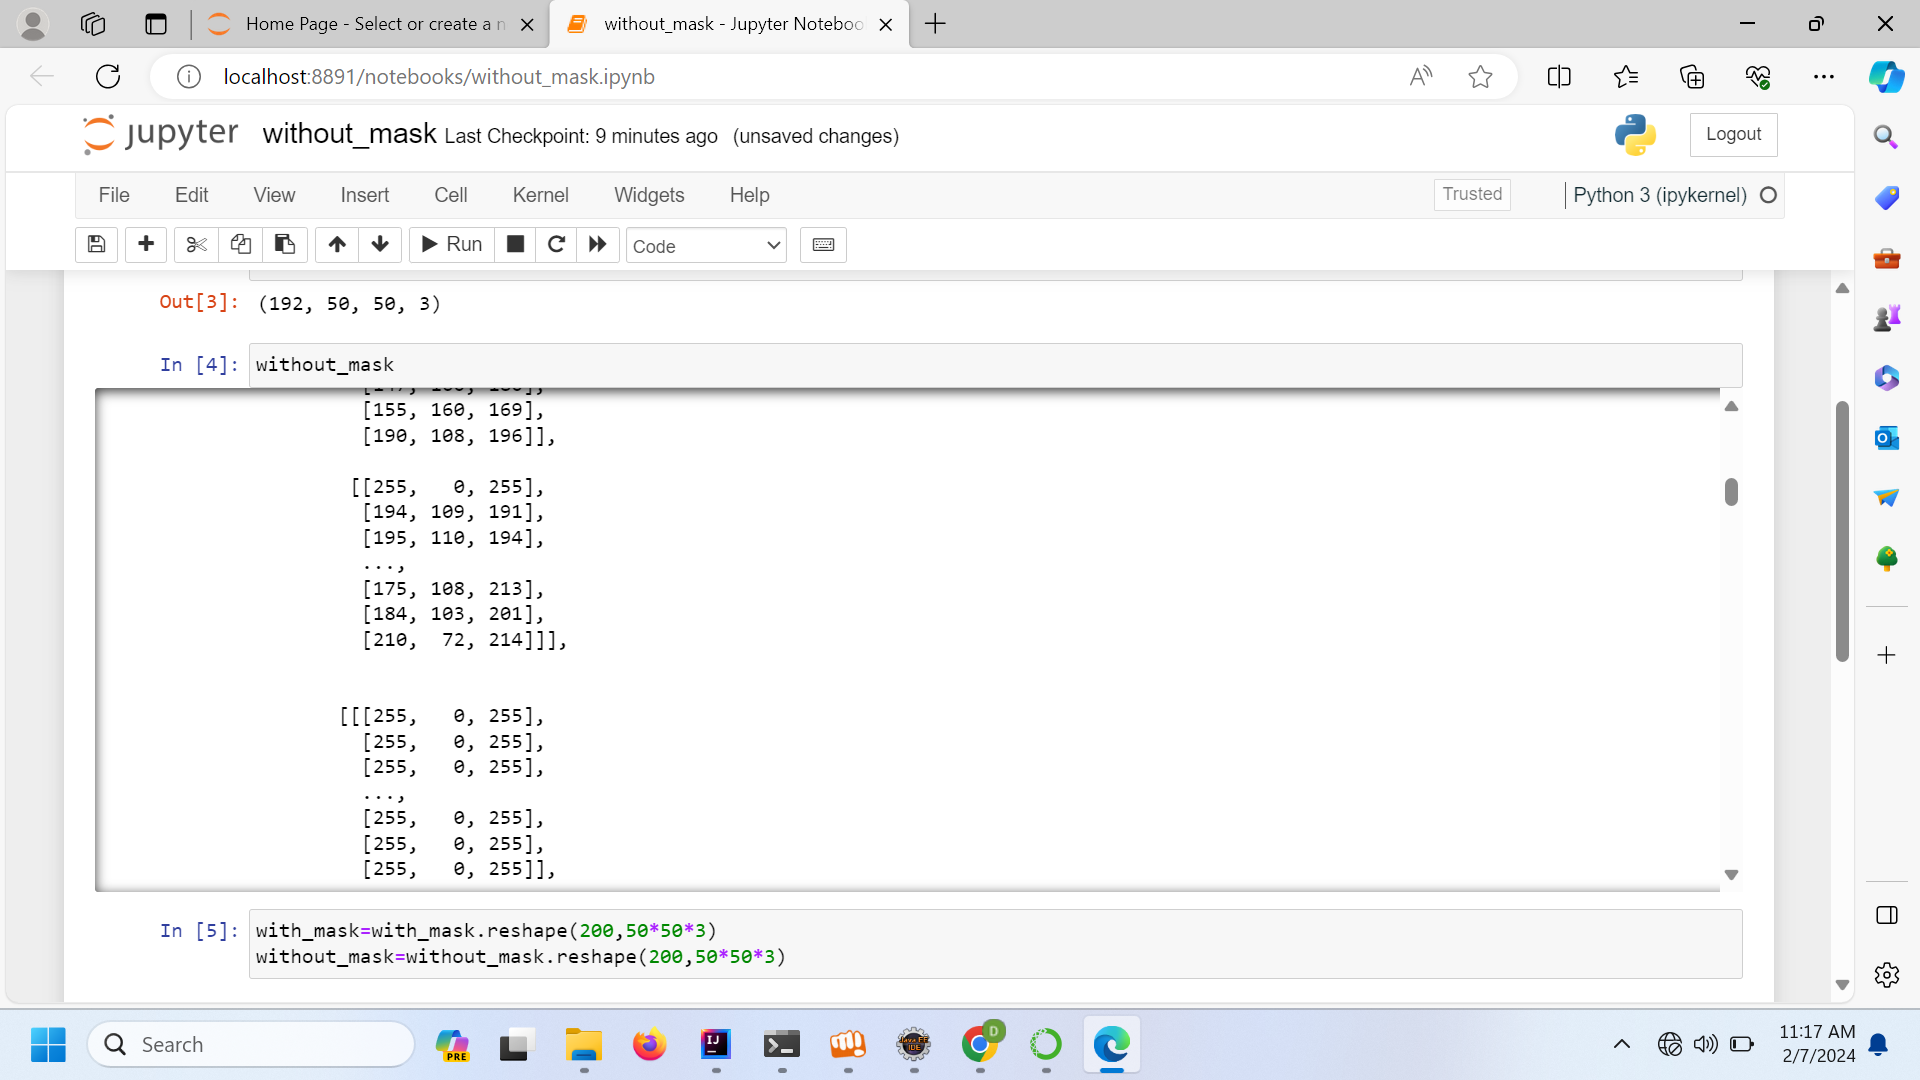 Home Page - Select or create a n
without_mask - Jupyter Noteboo
localhost:8891/notebooks/without_mask.ipynb
jupyter without_mask Last Checkpoint: 9 minutes ago (unsaved changes)
Logout
File Edit View Insert Cell Kernel Widgets Help
Trusted
Python 3 (ipykernel)
Run
Code
Out[3]: (192, 50, 50, 3)
In [4]: without_mask
[155, 160, 169],
[190, 108, 196]],
[[255,   0, 255],
[194, 109, 191],
[195, 110, 194],
...,
[175, 108, 213],
[184, 103, 201],
[210,  72, 214]]],
[[[255,   0, 255],
[255,   0, 255],
[255,   0, 255],
...,
[255,   0, 255],
[255,   0, 255],
[255,   0, 255]],
In [5]: with_mask=with_mask.reshape(200,50*50*3)
without_mask=without_mask.reshape(200,50*50*3)
Search
PRE
IJ
D
11:17 AM
2/7/2024